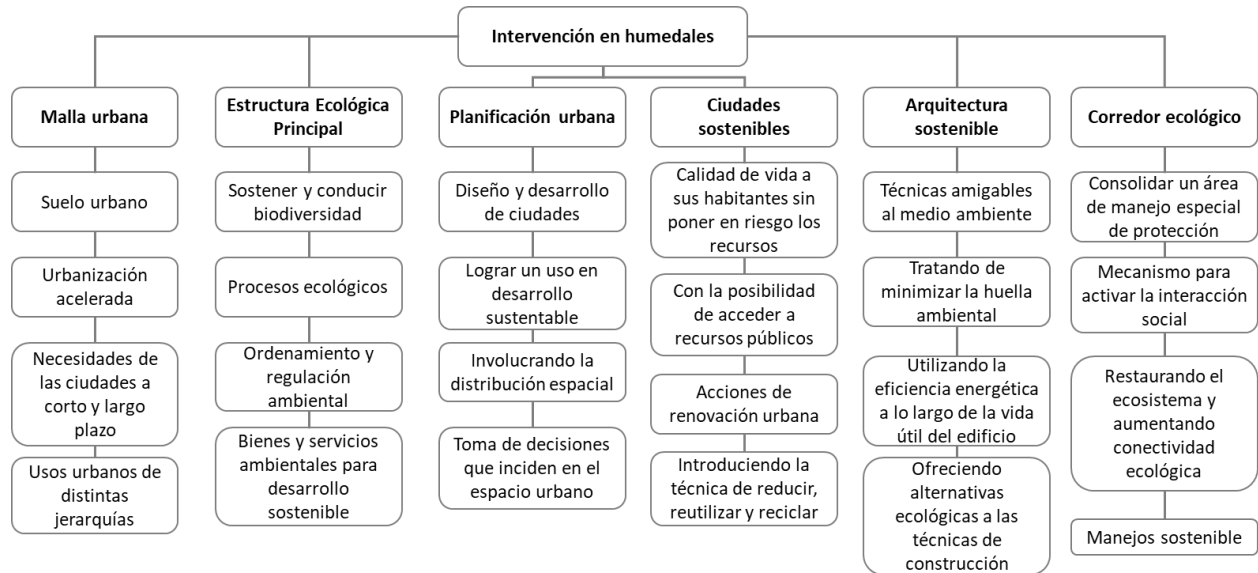 Intervención en humedales
Malla urbana
Suelo urbano
Urbanización
acelerada
Necesidades de
las ciudades a
corto y largo
plazo
Usos urbanos de
distintas
jerarquías
Estructura Ecológica
Principal
Sostener y conducir
biodiversidad
Procesos ecológicos
Ordenamiento y
regulación
ambiental
Bienes y servicios
ambientales para
desarrollo
sostenible
Planificación urbana
Diseño y desarrollo
de ciudades
Lograr un uso en
desarrollo
sustentable
Involucrando la
distribución espacial
Toma de decisiones
que inciden en el
espacio urbano
Ciudades
sostenibles
Calidad de vida a
sus habitantes sin
poner en riesgo los
recursos
Con la posibilidad
de acceder a
recursos públicos
Acciones de
renovación urbana
Introduciendo la
técnica de reducir,
reutilizar y reciclar
Arquitectura
sostenible
Técnicas amigables
al medio ambiente
Tratando de
minimizar la huella
ambiental
Utilizando la
eficiencia energética
a lo largo de la vida
útil del edificio
Ofreciendo
alternativas
ecológicas a las
técnicas de
construcción
Corredor ecológico
Consolidar un área
de manejo especial
de protección
Mecanismo para
activar la interacción
social
Restaurando el
ecosistema y
aumentando
conectividad
ecológica
Manejos sostenible